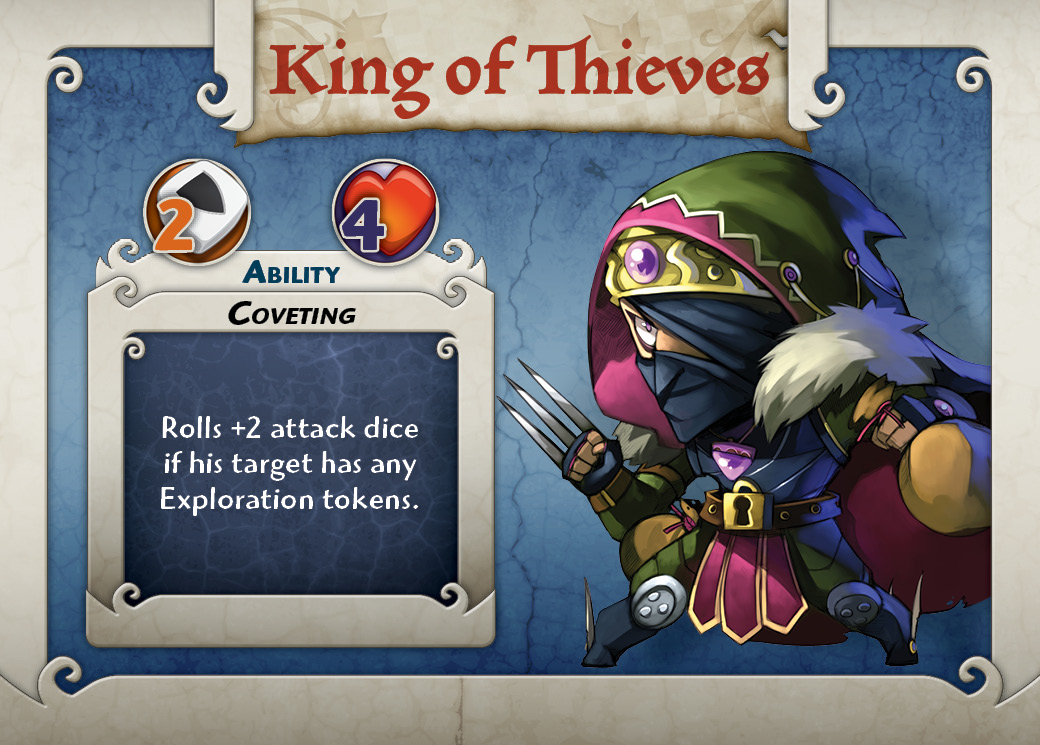 King of Thieves
2 4
Ability
Coveting
Rolls +2 attack dice
if his target has any
Exploration tokens.